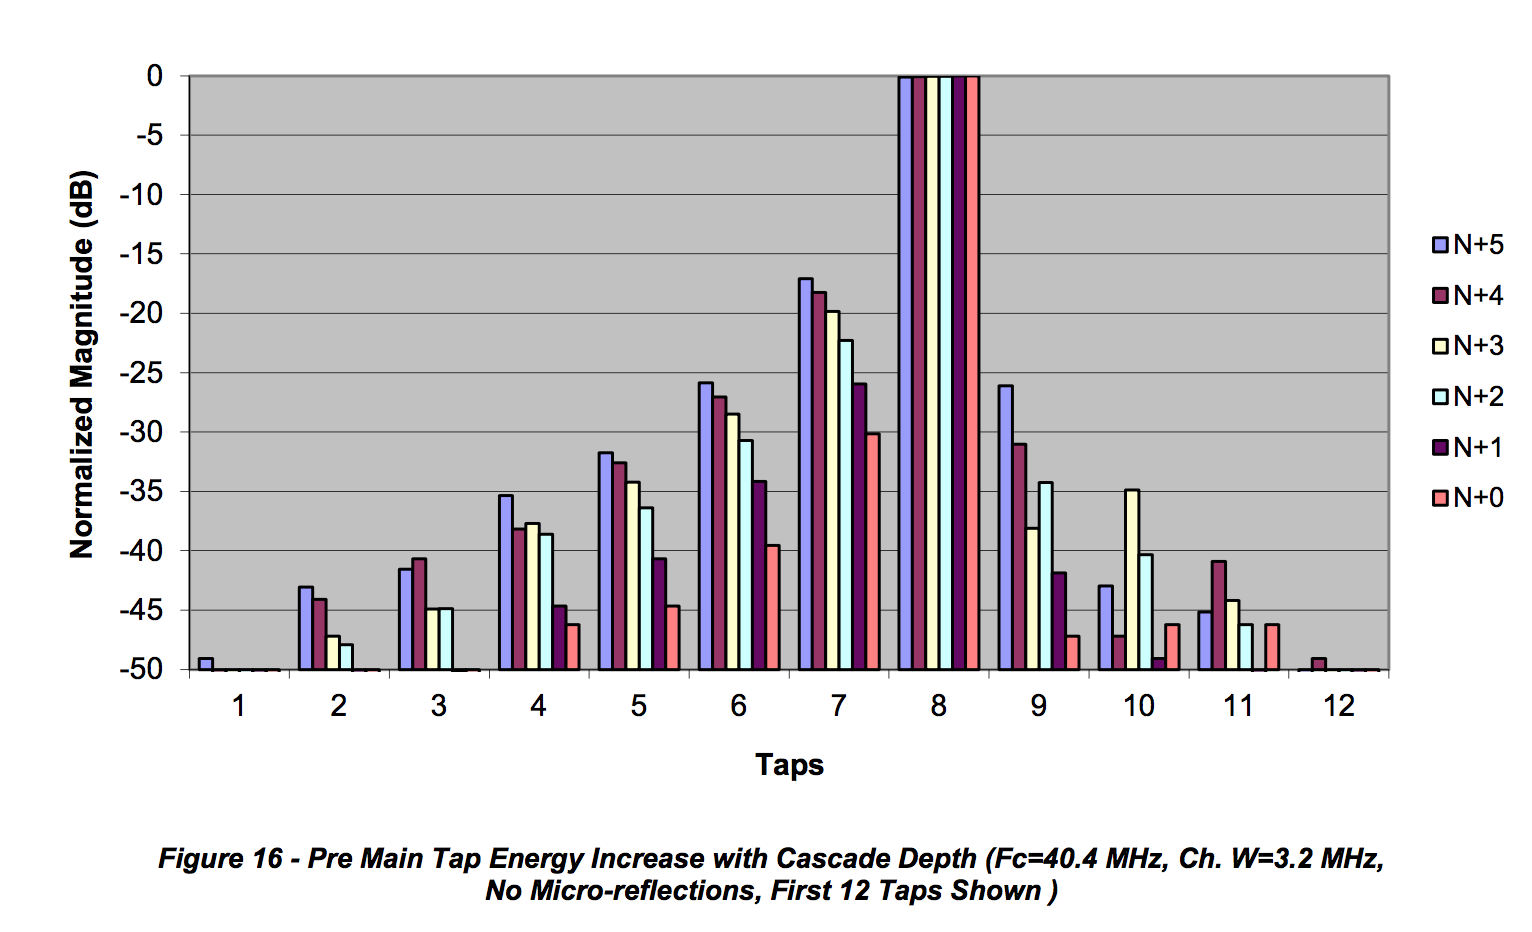 0
-5
-10
-15
-20
-25
-30
-35
-40
-45
-50
Normalized Magnitude (dB)
1 2 3 4 5 6 7 8 9 10 11 12
Taps
N+5
N+4
N+3
N+2
N+1
N+0
Figure 16 - Pre Main Tap Energy Increase with Cascade Depth (Fc=40.4 MHz, Ch. W=3.2 MHz,
No Micro-reflections, First 12 Taps Shown )